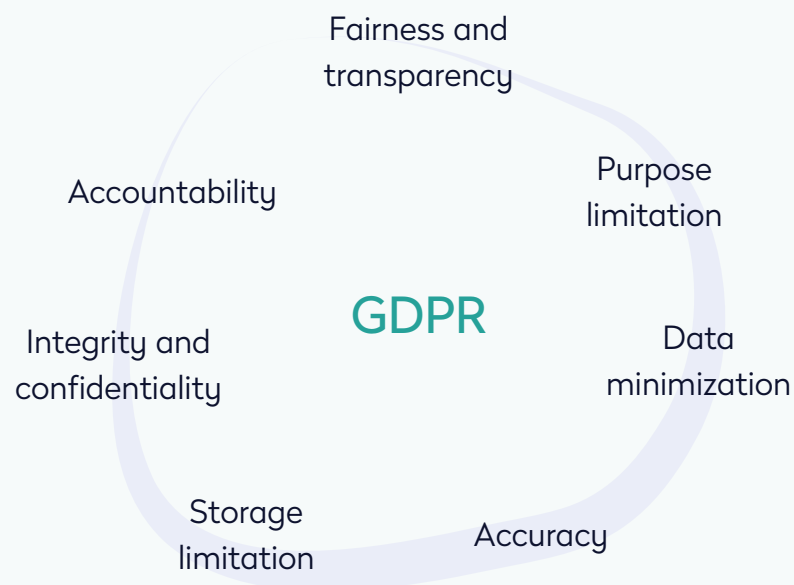 Fairness and
transparency
Purpose
limitation
Accountability
GDPR
Integrity and
confidentiality
Data
minimization
Storage
limitation
Accuracy